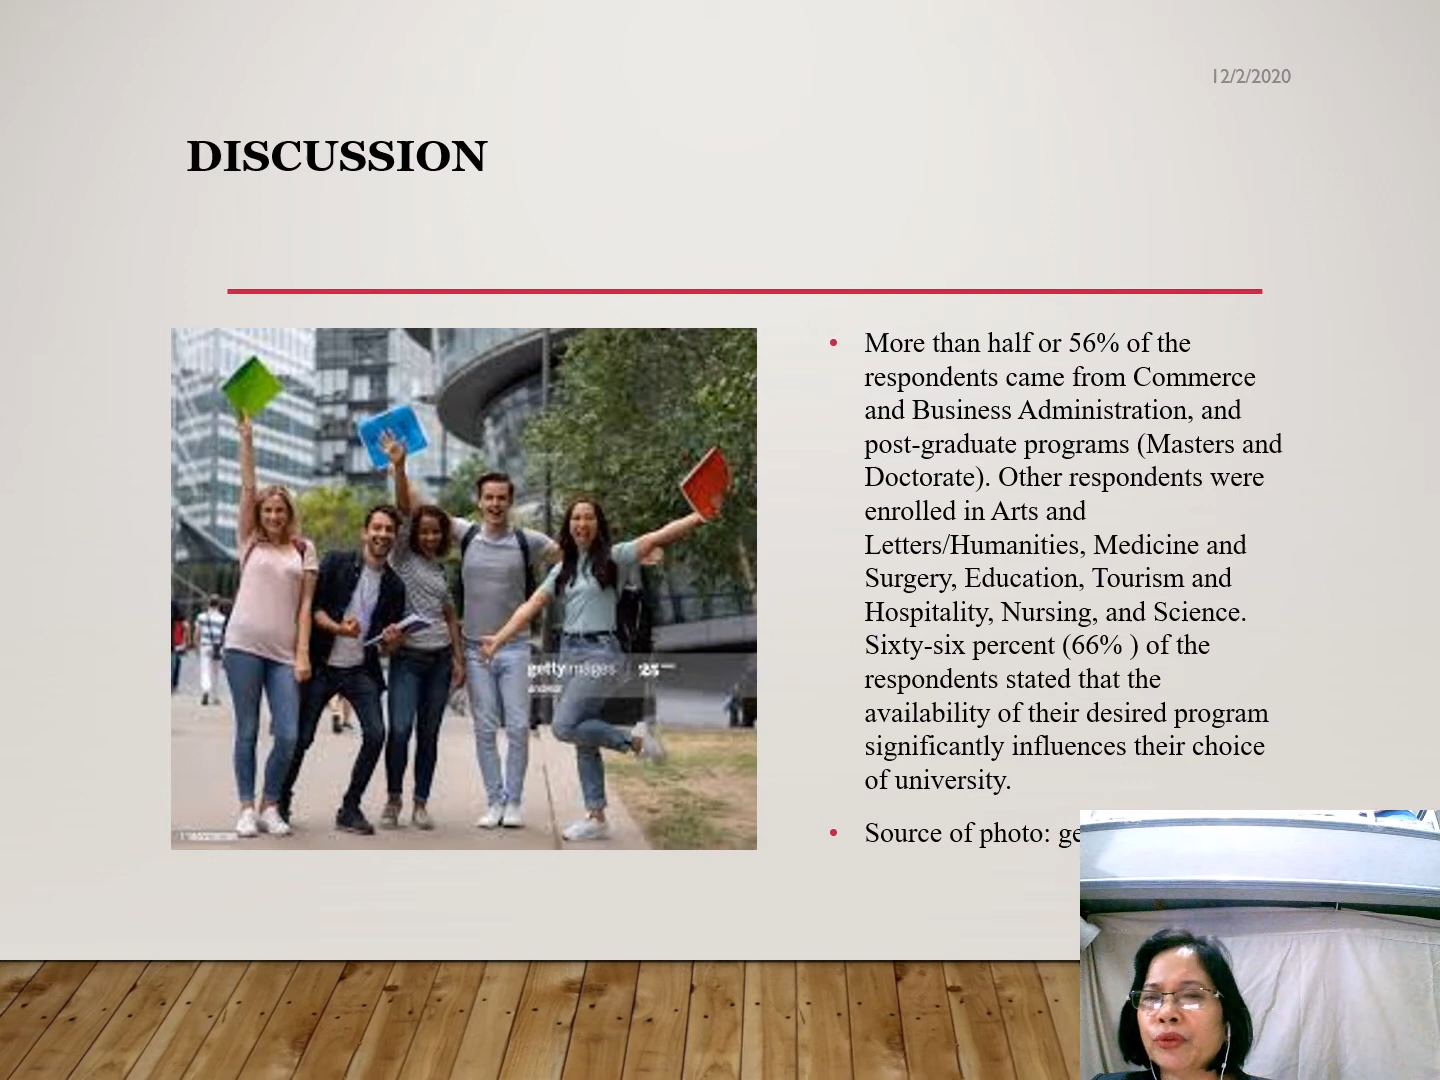 12/2/2020
DISCUSSION
More than half or 56% of the
respondents came from Commerce
and Business Administration, and
post-graduate programs (Masters and
Doctorate). Other respondents were
enrolled in Arts and
Letters/Humanities, Medicine and
Surgery, Education, Tourism and
Hospitality, Nursing, and Science.
Sixty-six percent (66% ) of the
respondents stated that the
availability of their desired program
significantly influences their choice
of university.
Source of photo:
gettyimages